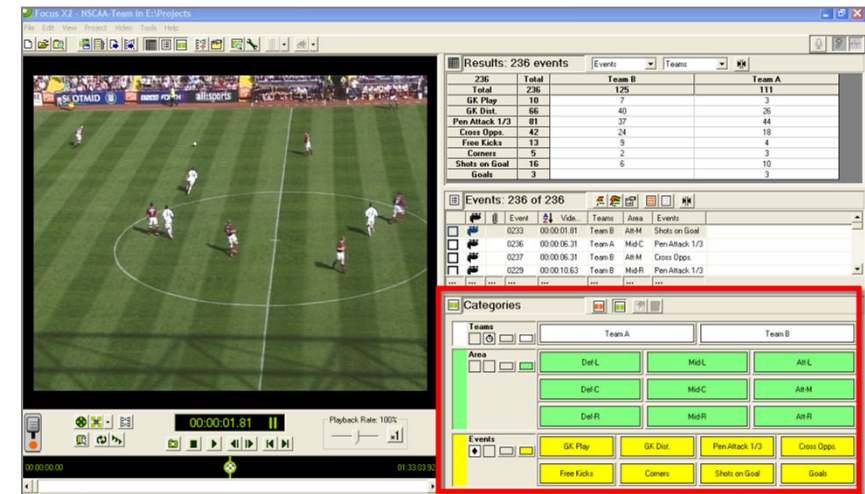 Focus X2 - NSCAA-Team in E:\Projects
File Edit View Project Video Tools Help
SCOTMID all:sports
00:00:01.81
Playback Rate: 100%
x1
00:00:00.00 01:33:03.92
Results: 236 events Events Teams
236 Total Team B Team A
Total 236 125 111
GK Play 10 7 3
GK Dist. 66 40 26
Pen Attack 1/3 81 37 44
Cross Opps. 42 24 18
Free Kicks 13 9 4
Corners 5 2 3
Shots on Goal 16 6 10
Goals 3 3
Events: 236 of 236
Event Vide... Teams Area Events
0233 00:00:01.81 Team B Att-M Shots on Goal
0236 00:00:06.31 Team A Mid-C Pen Attack 1/3
0237 00:00:06.31 Team B Att-M Cross Opps.
0229 00:00:10.63 Team B Mid-R Pen Attack 1/3
... ... ... ... ... ... ...
Categories
Teams
Team A Team B
Area
Def-L Mid-L Att-L
Def-C Mid-C Att-M
Def-R Mid-R Att-R
Events
GK Play GK Dist. Pen Attack 1/3 Cross Opps.
Free Kicks Corners Shots on Goal Goals